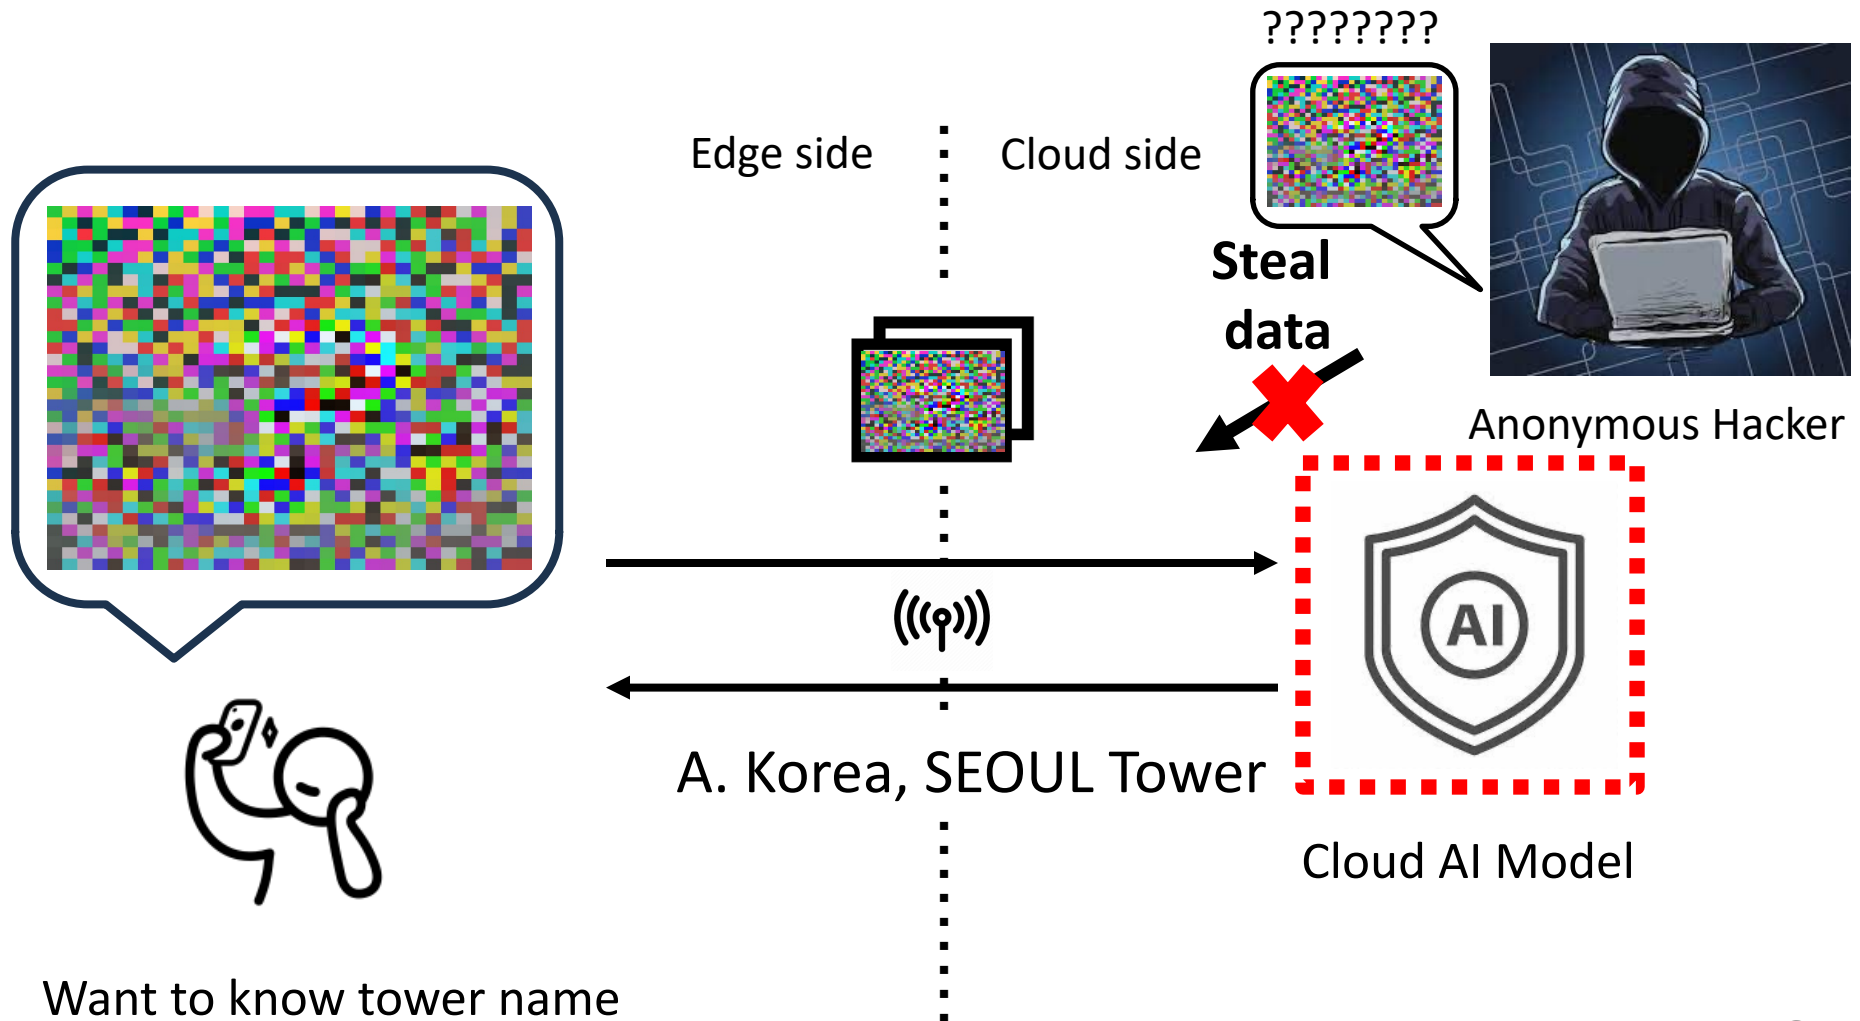 ????????
Edge side
Cloud side
Steal
data
Anonymous Hacker
AI
A. Korea, SEOUL Tower
Cloud AI Model
Want to know tower name